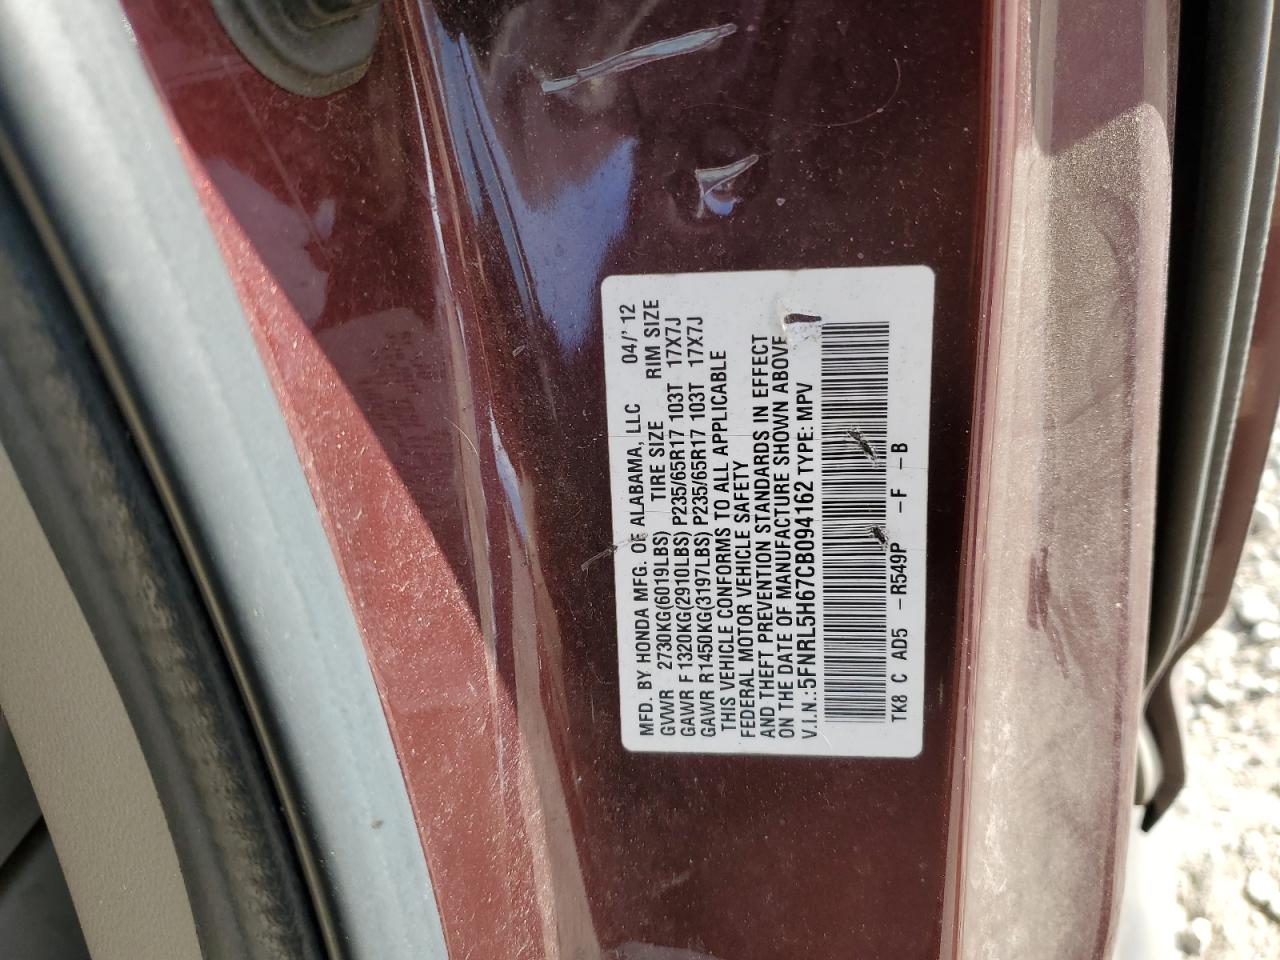 MFD. BY HONDA MFG. OF ALABAMA, LLC 04/' 12
GVWR 2730KG(6019LBS) TIRE SIZE RIM SIZE
GAWR F 1320KG(2910LBS) P235/65R17 103T 17X7J
GAWR R1450KG(3197LBS) P235/65R17 103T 17X7J
THIS VEHICLE CONFORMS TO ALL APPLICABLE
FEDERAL MOTOR VEHICLE SAFETY
AND THEFT PREVENTION STANDARDS IN EFFECT
ON THE DATE OF MANUFACTURE SHOWN ABOVE
V.I.N.:5FNRL5H67CB094162 TYPE: MPV
TK8 C AD5 -R549P -F -B